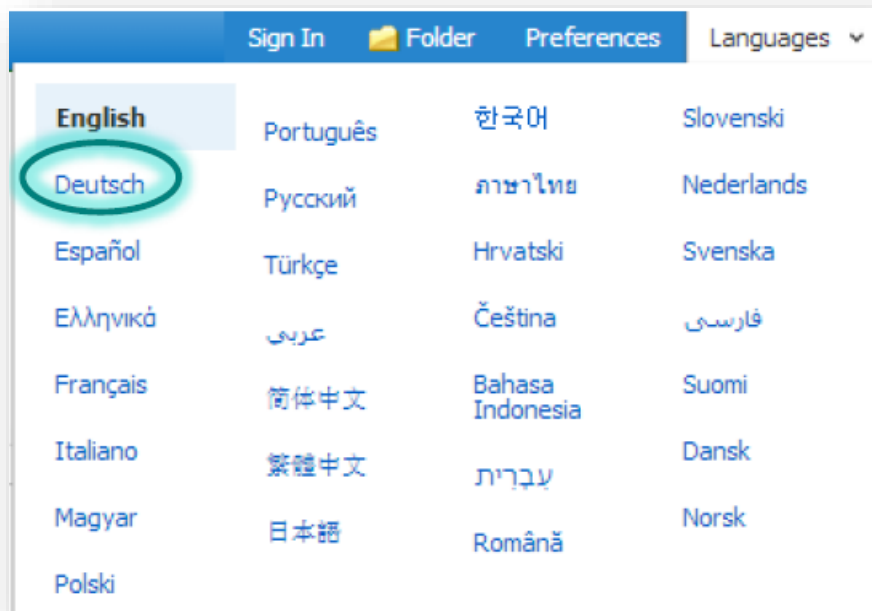 Sign In Folder Preferences Languages
English
Deutsch
Español
Ελληνικά
Français
Italiano
Magyar
Polski
Português
Русский
Türkçe
عربي
简体中文
繁體中文
日本語
한국어
ภาษาไทย
Hrvatski
Čeština
Bahasa
Indonesia
עִבְרִית
Română
Slovenski
Nederlands
Svenska
فارسی
Suomi
Dansk
Norsk